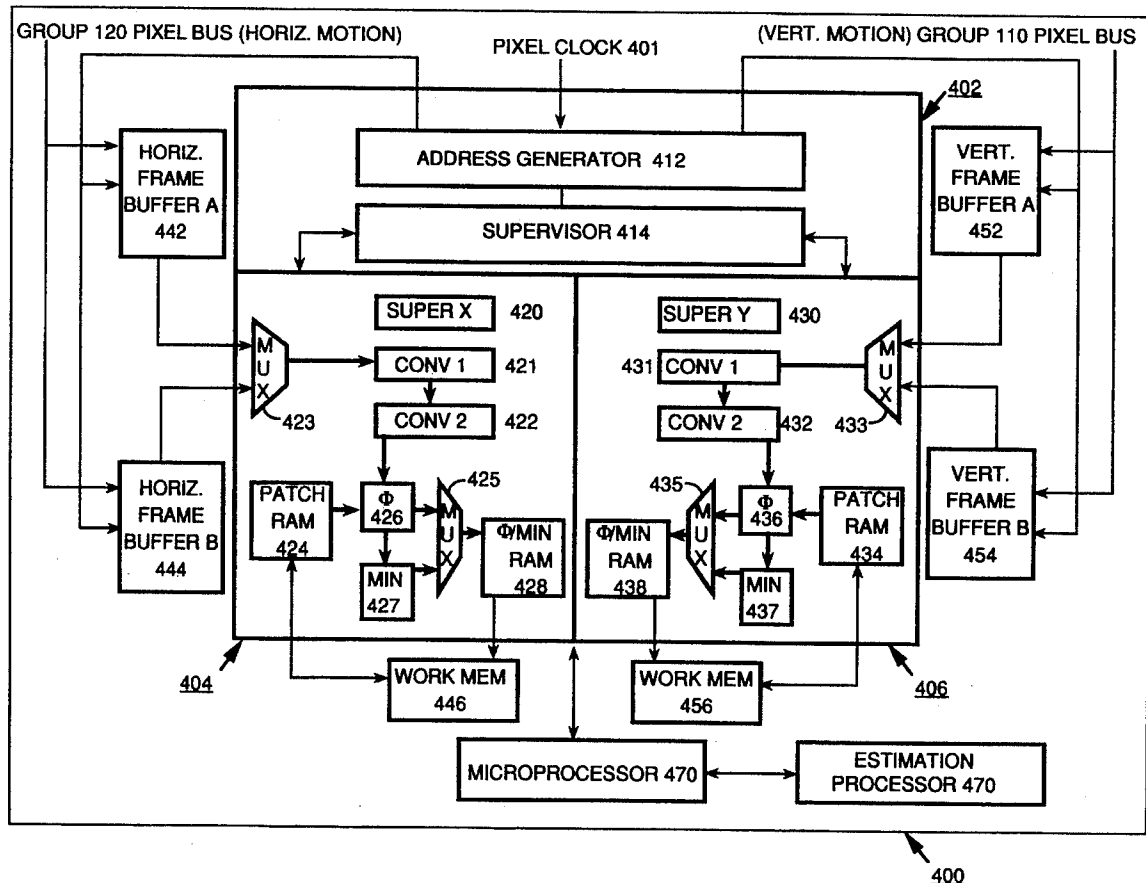 GROUP 120 PIXEL BUS (HORIZ. MOTION)
PIXEL CLOCK 401
(VERT. MOTION) GROUP 110 PIXEL BUS
402
HORIZ.
FRAME
BUFFER A
442
ADDRESS GENERATOR 412
SUPERVISOR 414
VERT.
FRAME
BUFFER A
452
SUPER X 420
SUPER Y 430
MUX
423
CONV 1 421
CONV 2 422
431 CONV 1
CONV 2 432
MUX
433
HORIZ.
FRAME
BUFFER B
444
PATCH
RAM
424
Φ
426
MIN
427
425
MUX
Φ/MIN
RAM
428
Φ/MIN
RAM
438
435
MUX
Φ
436
MIN
437
PATCH
RAM
434
VERT.
FRAME
BUFFER B
454
404
WORK MEM
446
WORK MEM
456
406
MICROPROCESSOR 470
ESTIMATION
PROCESSOR 470
400